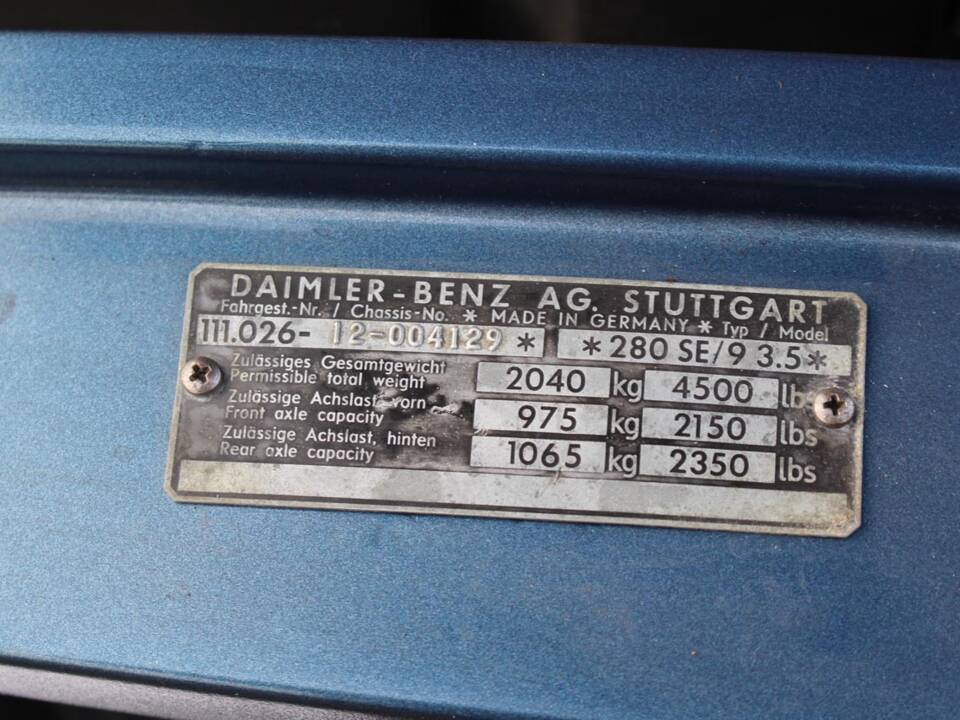 DAIMLER-BENZ AG. STUTTGART
Fahrgest.-Nr. / Chassis-No. * MADE IN GERMANY * Typ / Model
111.026- 12-004129 * * 280 SE/9 3.5 *
Zulässiges Gesamtgewicht
Permissible total weight 2040 kg 4500 lbs
Zulässige Achslast, vorn
Front axle capacity 975 kg 2150 lbs
Zulässige Achslast, hinten
Rear axle capacity 1065 kg 2350 lbs